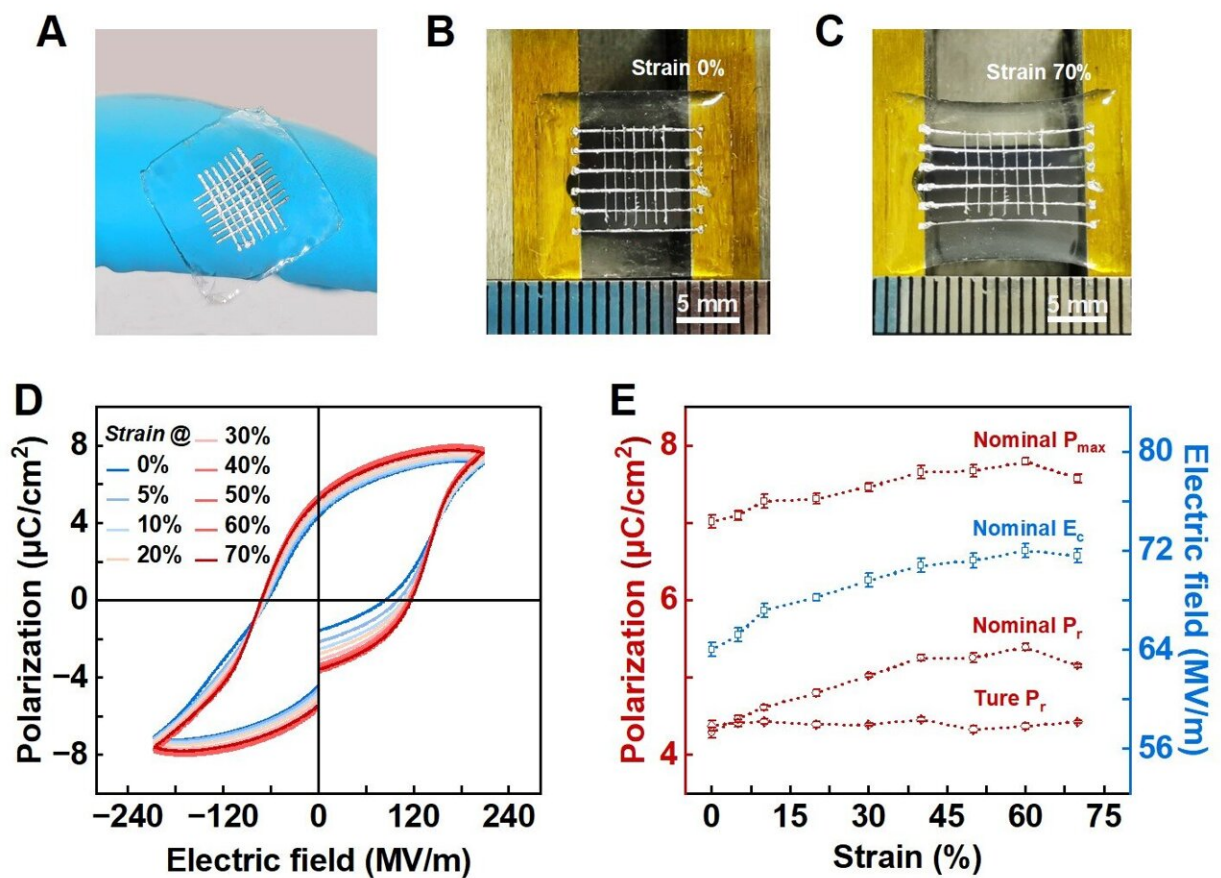 A
B
C
Strain 0%
Strain 70%
5 mm
5 mm
D
E
Polarization (µC/cm²)
8
4
0
−4
−8
Strain @
0%
5%
10%
20%
30%
40%
50%
60%
70%
−240 −120 0 120 240
Electric field (MV/m)
Polarization (µC/cm²)
8
6
4
Nominal Pmax
Nominal Ec
Nominal Pr
Ture Pr
80
72
64
56
Electric field (MV/m)
0 15 30 45 60 75
Strain (%)